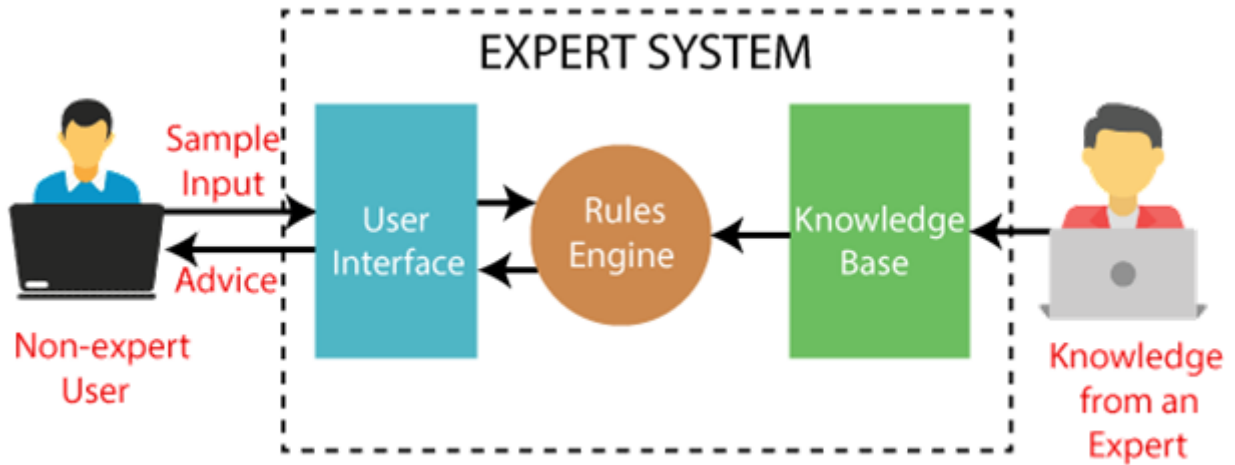 EXPERT SYSTEM
Sample
Input
Advice
Non-expert
User
User
Interface
Rules
Engine
Knowledge
Base
Knowledge
from an
Expert